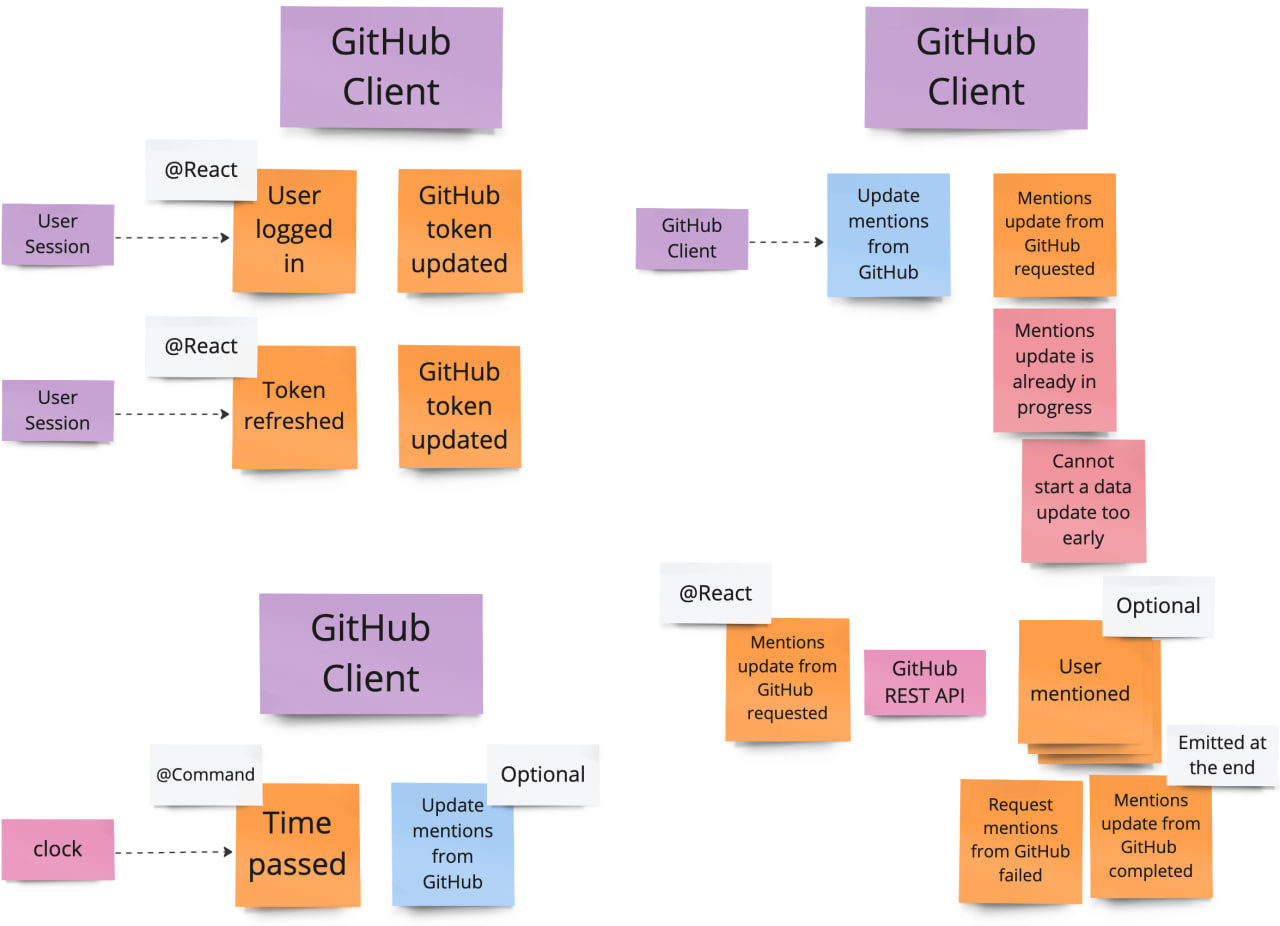 GitHub
Client
@React
User
Session
User
logged
in
GitHub
token
updated
@React
User
Session
Token
refreshed
GitHub
token
updated
GitHub
Client
@Command
Optional
clock
Time
passed
Update
mentions
from
GitHub
GitHub
Client
GitHub
Client
Update
mentions
from
GitHub
Mentions
update from
GitHub
requested
Mentions
update is
already in
progress
Cannot
start a data
update too
early
@React
Mentions
update from
GitHub
requested
GitHub
REST API
Optional
User
mentioned
Emitted at
the end
Request
mentions
from GitHub
failed
Mentions
update from
GitHub
completed